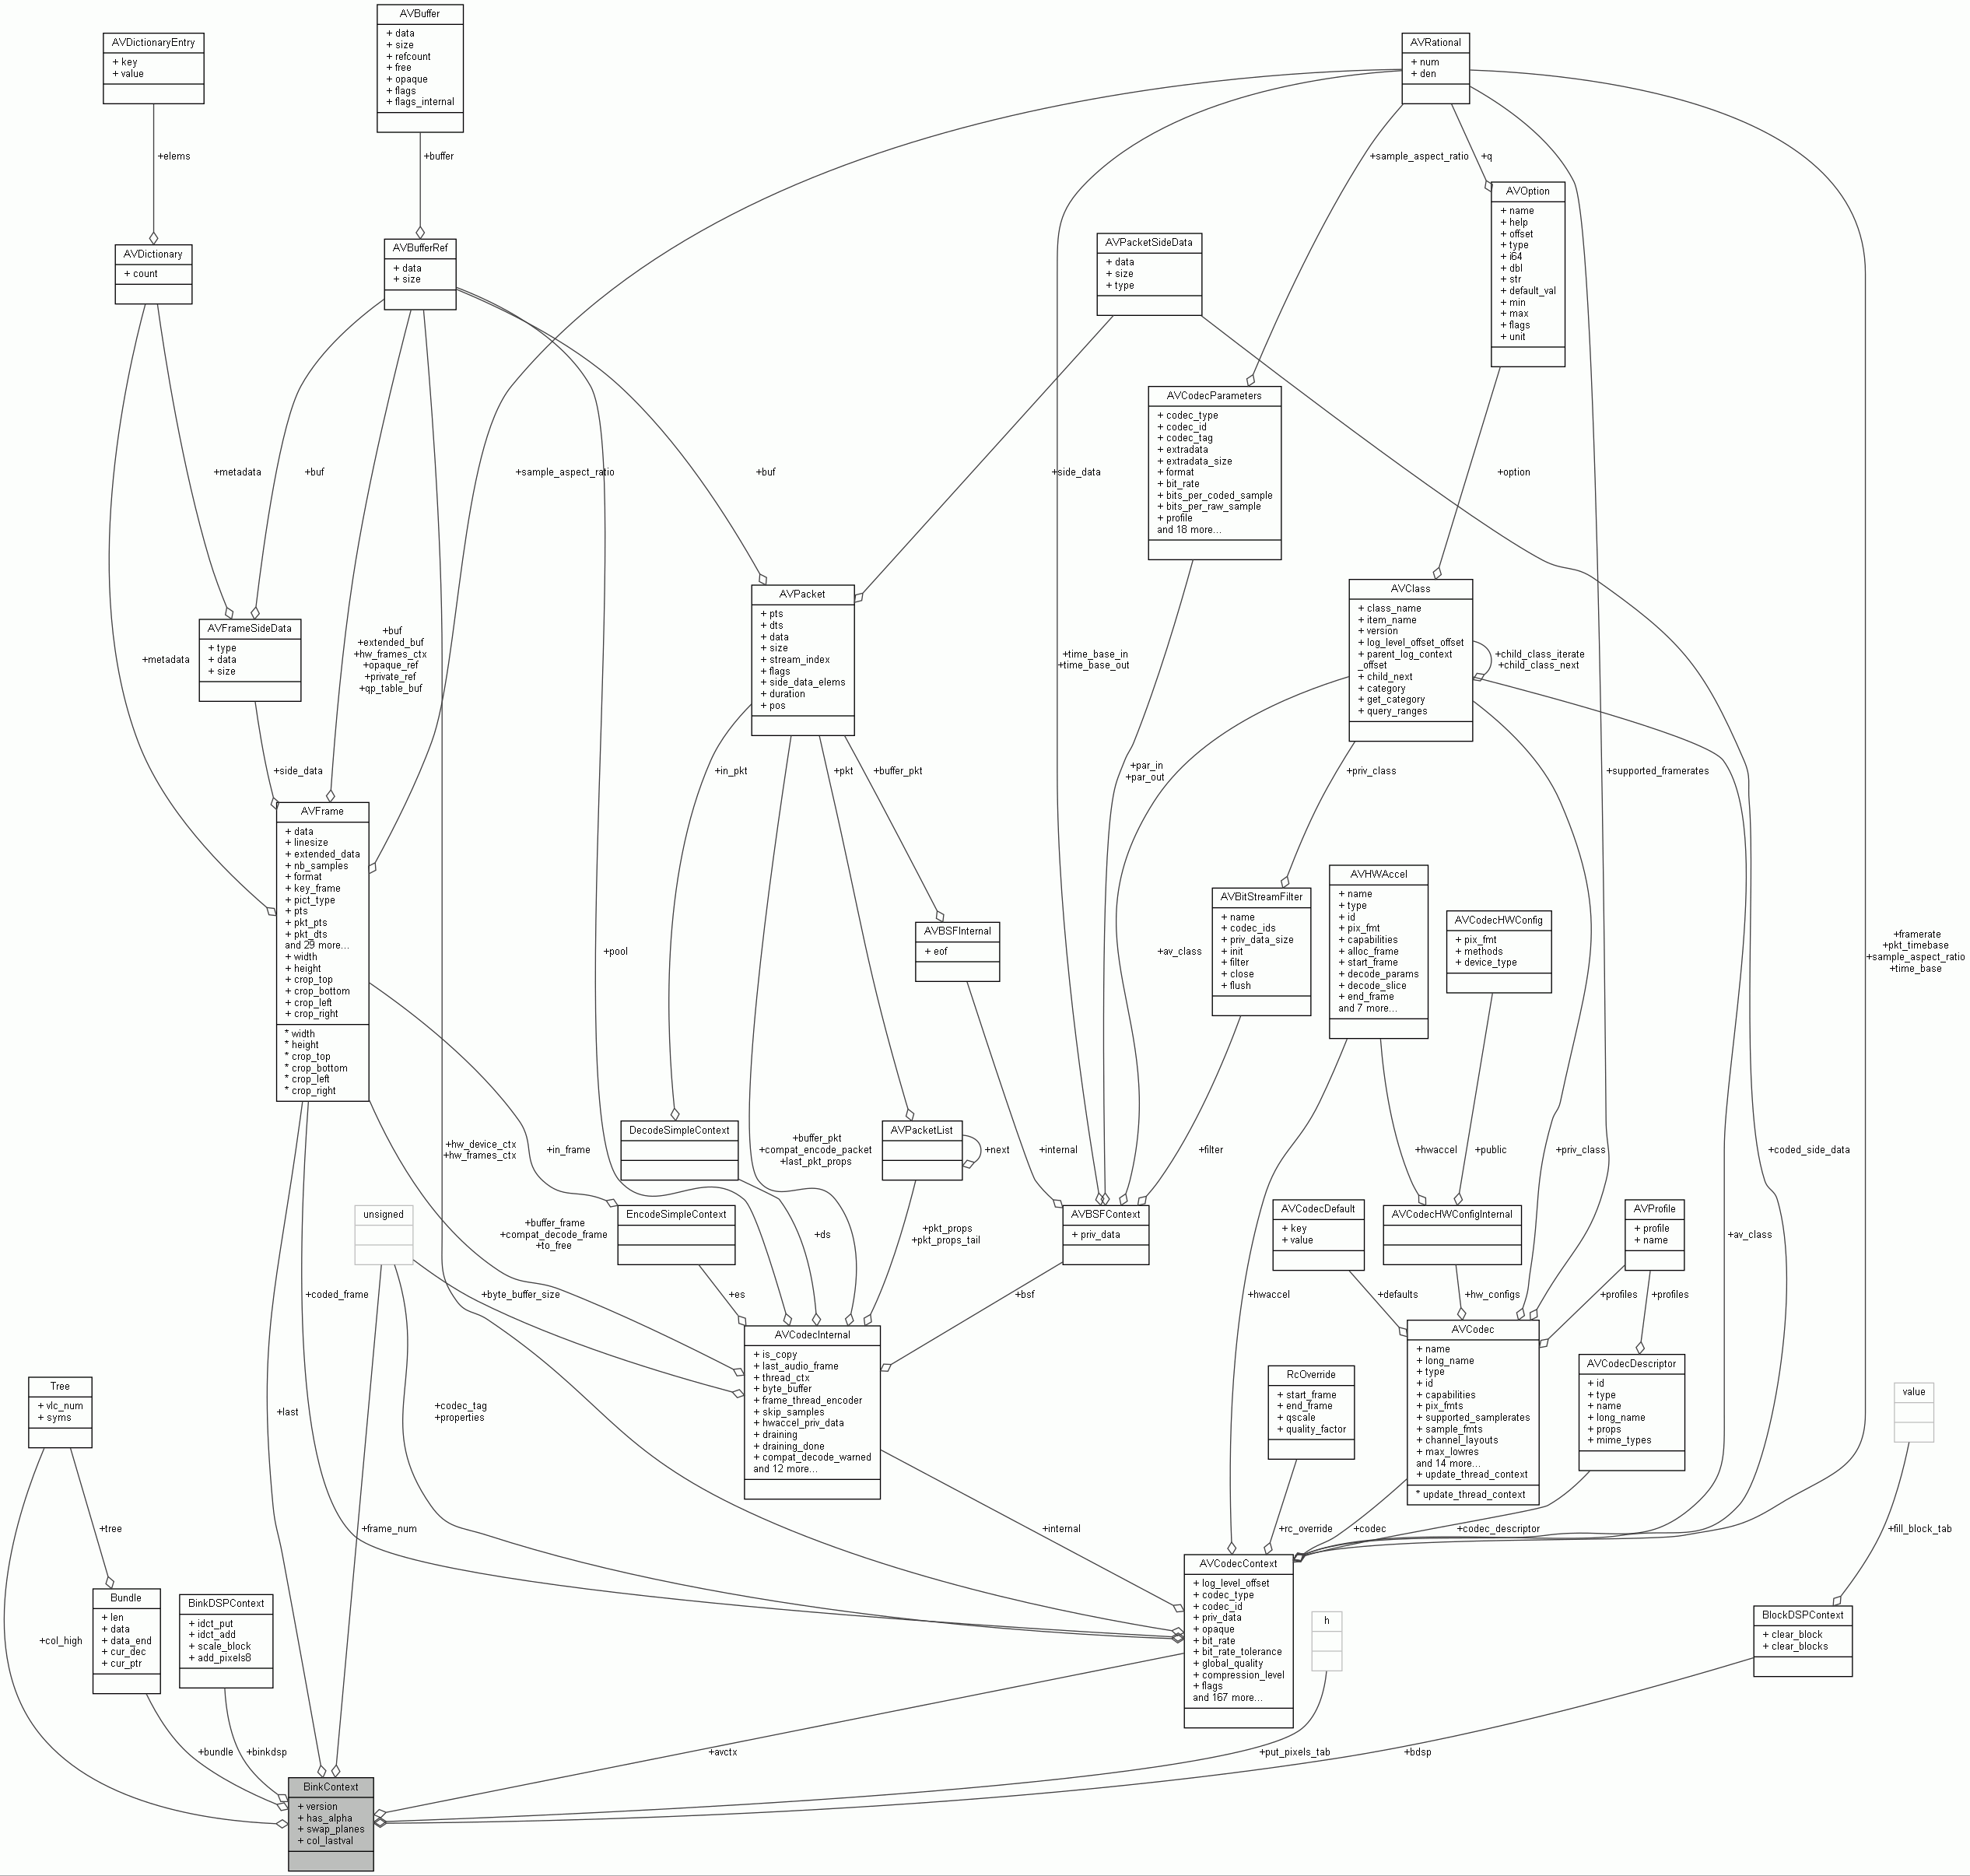 AVBuffer
+ data
+ size
+ refcount
+ free
+ opaque
+ flags
+ flags_internal
AVDictionaryEntry
+ key
+ value
AVRational
+ num
+ den
+elems
+buffer
+sample_aspect_ratio
+q
AVOption
+ name
+ help
+ offset
+ type
+ i64
+ dbl
+ str
+ default_val
+ min
+ max
+ flags
+ unit
AVDictionary
+ count
AVBufferRef
+ data
+ size
AVPacketSideData
+ data
+ size
+ type
AVCodecParameters
+ codec_type
+ codec_id
+ codec_tag
+ extradata
+ extradata_size
+ format
+ bit_rate
+ bits_per_coded_sample
+ bits_per_raw_sample
+ profile
and 18 more...
+metadata
+buf
+sample_aspect_ratio
+buf
+side_data
+option
AVPacket
+ pts
+ dts
+ data
+ size
+ stream_index
+ flags
+ side_data_elems
+ duration
+ pos
AVClass
+ class_name
+ item_name
+ version
+ log_level_offset_offset
+ parent_log_context
_offset
+ child_next
+ category
+ get_category
+ query_ranges
+child_class_iterate
+child_class_next
AVFrameSideData
+ type
+ data
+ size
+metadata
+buf
+extended_buf
+hw_frames_ctx
+opaque_ref
+private_ref
+qp_table_buf
+time_base_in
+time_base_out
+side_data
+in_pkt
+pkt
+buffer_pkt
+par_in
+par_out
+priv_class
+supported_framerates
AVFrame
+ data
+ linesize
+ extended_data
+ nb_samples
+ format
+ key_frame
+ pict_type
+ pts
+ pkt_pts
+ pkt_dts
and 29 more...
+ width
+ height
+ crop_top
+ crop_bottom
+ crop_left
+ crop_right
* width
* height
* crop_top
* crop_bottom
* crop_left
* crop_right
AVBitStreamFilter
+ name
+ codec_ids
+ priv_data_size
+ init
+ filter
+ close
+ flush
AVHWAccel
+ name
+ type
+ id
+ pix_fmt
+ capabilities
+ alloc_frame
+ start_frame
+ decode_params
+ decode_slice
+ end_frame
and 7 more...
AVCodecHWConfig
+ pix_fmt
+ methods
+ device_type
AVBSFInternal
+ eof
+pool
+av_class
+framerate
+pkt_timebase
+sample_aspect_ratio
+time_base
DecodeSimpleContext
AVPacketList
+next
+hw_device_ctx
+hw_frames_ctx
+in_frame
+buffer_pkt
+compat_encode_packet
+last_pkt_props
+internal
+filter
+hwaccel
+public
+priv_class
+coded_side_data
unsigned
EncodeSimpleContext
AVBSFContext
+ priv_data
AVCodecDefault
+ key
+ value
AVCodecHWConfigInternal
AVProfile
+ profile
+ name
+buffer_frame
+compat_decode_frame
+to_free
+ds
+pkt_props
+pkt_props_tail
+av_class
+coded_frame
+byte_buffer_size
+es
+bsf
+hwaccel
+defaults
+hw_configs
+profiles
+profiles
AVCodecInternal
+ is_copy
+ last_audio_frame
+ thread_ctx
+ byte_buffer
+ frame_thread_encoder
+ skip_samples
+ hwaccel_priv_data
+ draining
+ draining_done
+ compat_decode_warned
and 12 more...
AVCodec
+ name
+ long_name
+ type
+ id
+ capabilities
+ pix_fmts
+ supported_samplerates
+ sample_fmts
+ channel_layouts
+ max_lowres
and 14 more...
+ update_thread_context
* update_thread_context
AVCodecDescriptor
+ id
+ type
+ name
+ long_name
+ props
+ mime_types
RcOverride
+ start_frame
+ end_frame
+ qscale
+ quality_factor
Tree
+ vlc_num
+ syms
value
+last
+codec_tag
+properties
+tree
+frame_num
+internal
+rc_override
+codec
+codec_descriptor
+fill_block_tab
AVCodecContext
+ log_level_offset
+ codec_type
+ codec_id
+ priv_data
+ opaque
+ bit_rate
+ bit_rate_tolerance
+ global_quality
+ compression_level
+ flags
and 167 more...
Bundle
+ len
+ data
+ data_end
+ cur_dec
+ cur_ptr
BinkDSPContext
+ idct_put
+ idct_add
+ scale_block
+ add_pixels8
h
BlockDSPContext
+ clear_block
+ clear_blocks
+col_high
+bundle
+binkdsp
+avctx
+put_pixels_tab
+bdsp
BinkContext
+ version
+ has_alpha
+ swap_planes
+ col_lastval